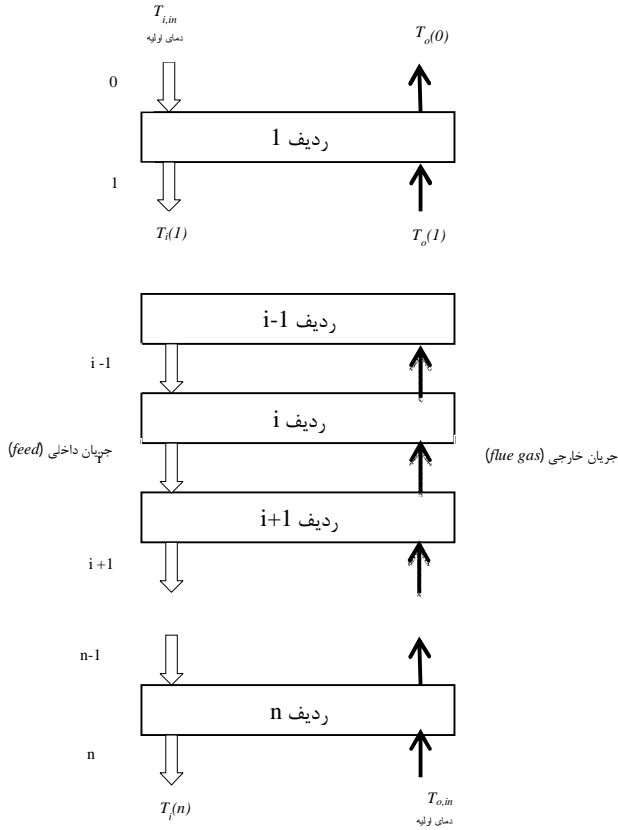 T_{i,in}
دمای اولیه
T_o(0)
0
ردیف 1
1
T_i(1)
T_o(1)
ردیف i-1
i -1
ردیف i
جریان داخلی (feed)
i
جریان خارجی (flue gas)
ردیف i+1
i +1
n-1
ردیف n
n
T_i(n)
T_{o,in}
دمای اولیه